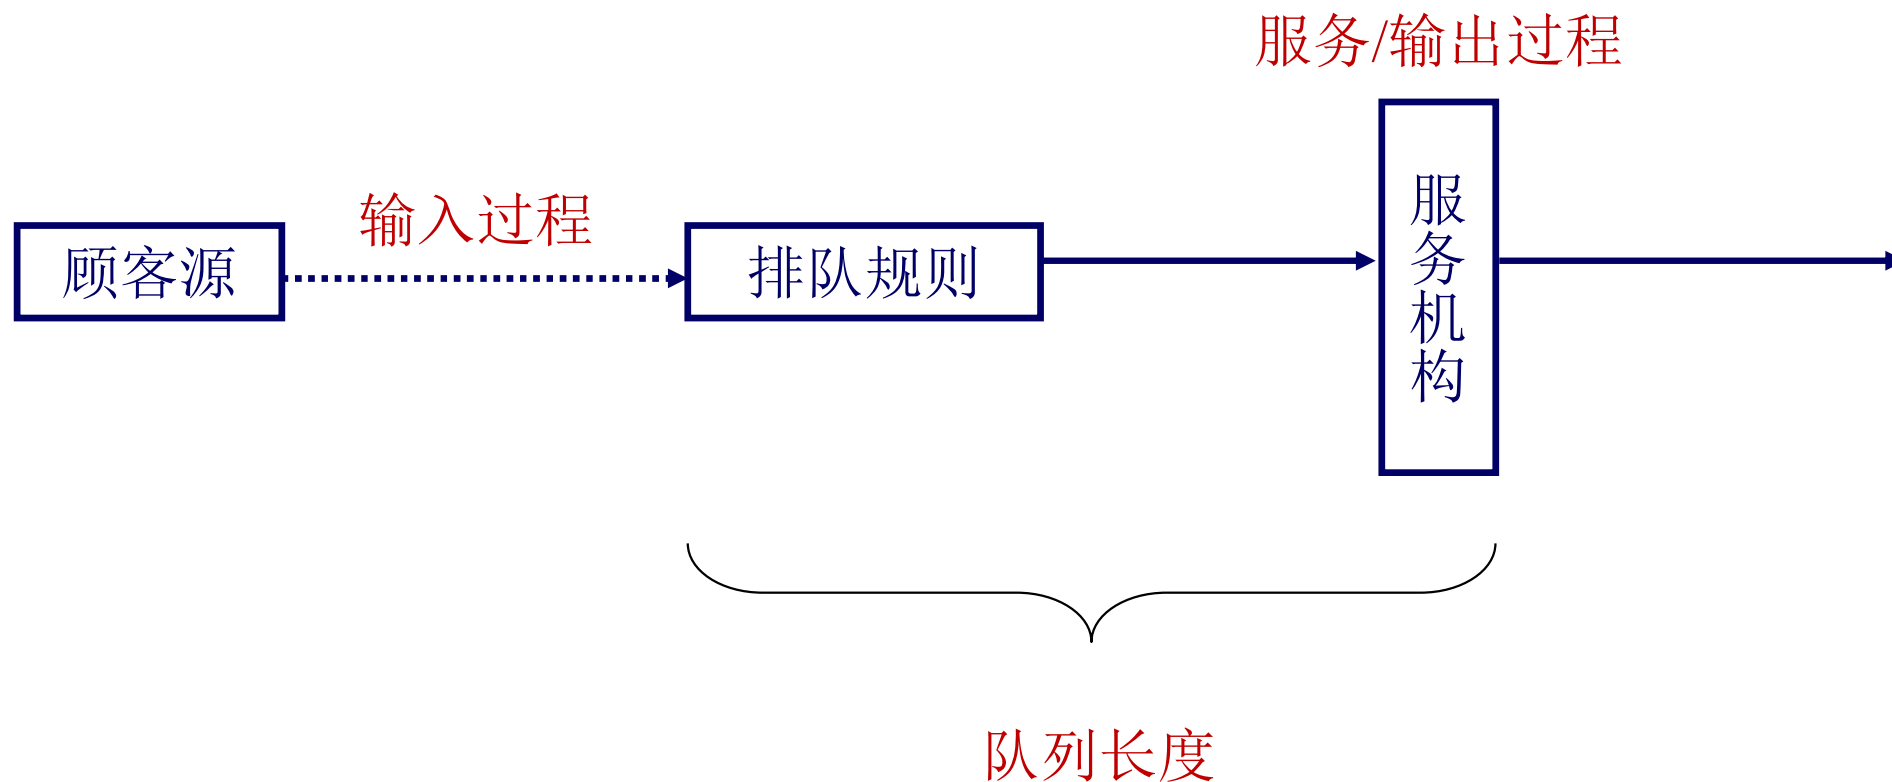 服务/输出过程
输入过程
顾客源
排队规则
服务机构
队列长度